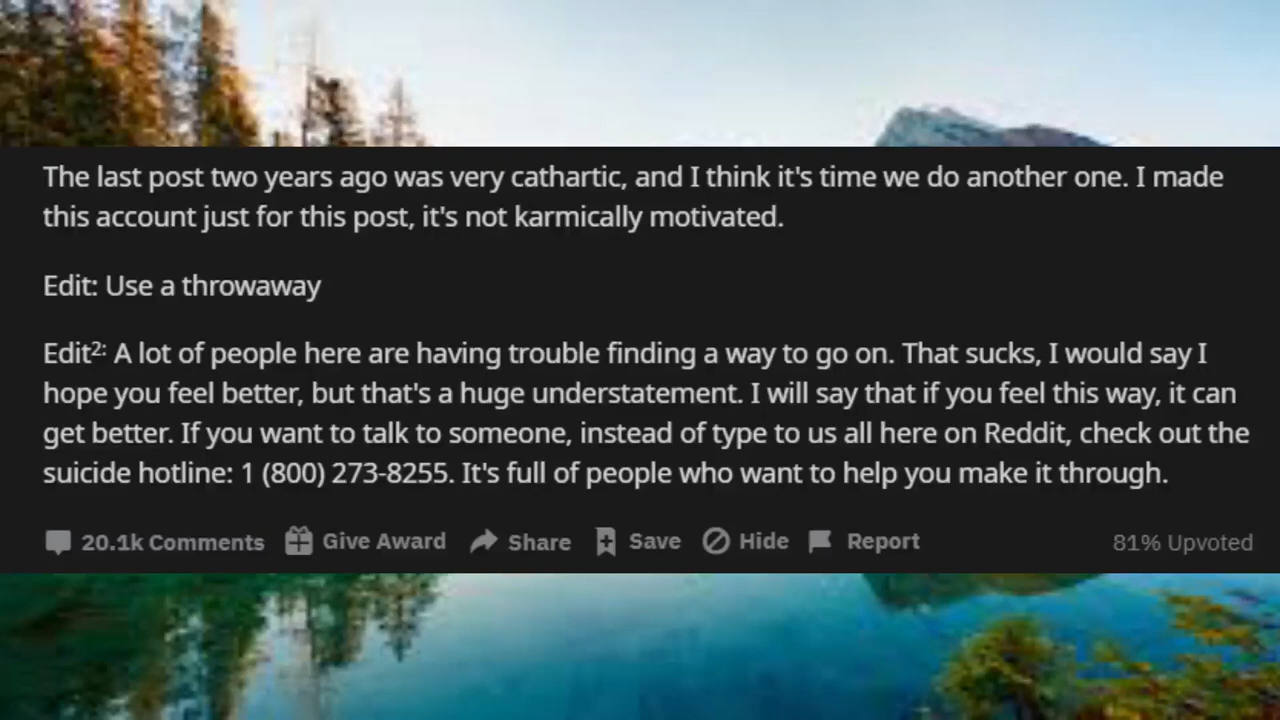 The last post two years ago was very cathartic, and I think it's time we do another one. I made
this account just for this post, it's not karmically motivated.
Edit: Use a throwaway
Edit²: A lot of people here are having trouble finding a way to go on. That sucks, I would say I
hope you feel better, but that's a huge understatement. I will say that if you feel this way, it can
get better. If you want to talk to someone, instead of type to us all here on Reddit, check out the
suicide hotline: 1 (800) 273-8255. It's full of people who want to help you make it through.
20.1k Comments Give Award Share Save Hide Report 81% Upvoted